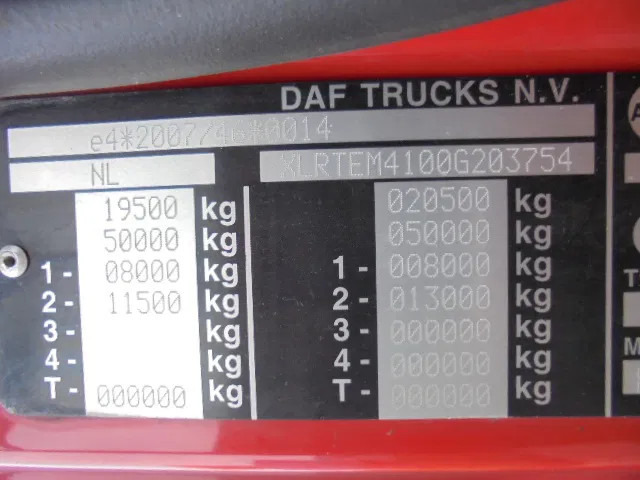 DAF TRUCKS N.V.
e4*2007/46*0014
NL XLRTEM4100G203754
19500 kg 020500 kg
50000 kg 050000 kg
1- 08000 kg 1- 008000 kg
2- 11500 kg 2- 013000 kg
3- kg 3- 000000 kg
4- kg 4- 000000 kg
T- 000000 kg T- 000000 kg
T
M